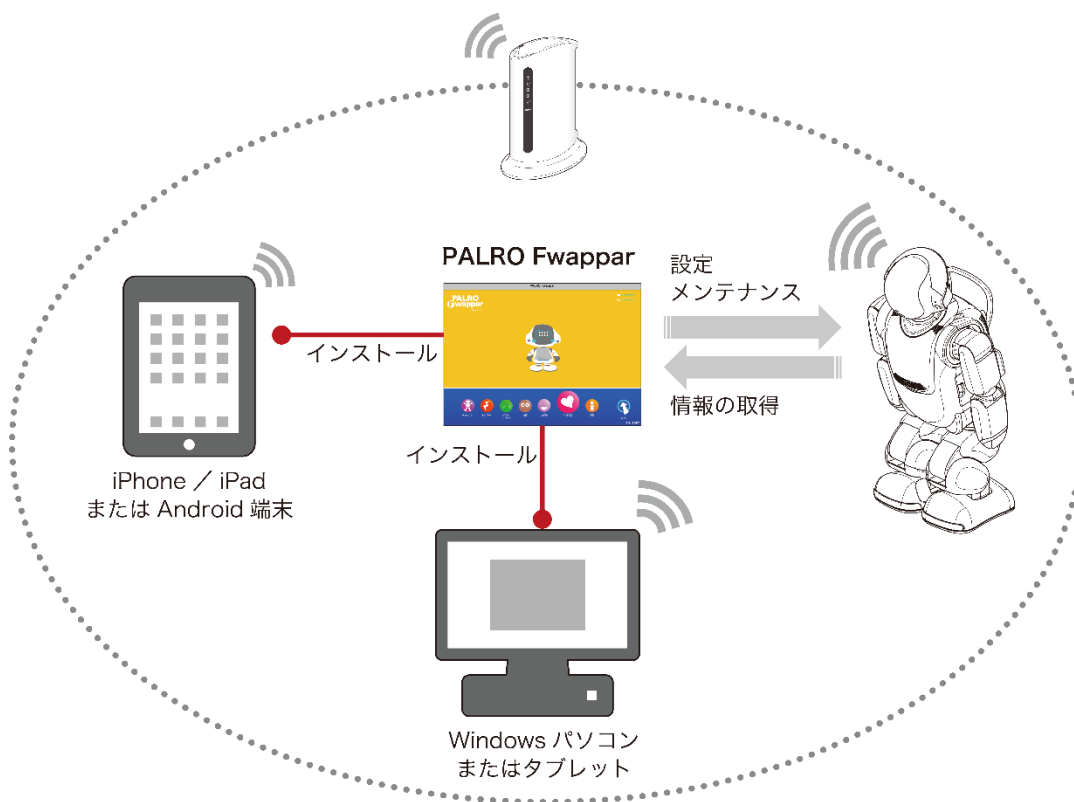 PALRO Fwappar
PALRO
Fwappar
設定
メンテナンス
インストール
情報の取得
インストール
iPhone ／ iPad
または Android 端末
Windows パソコン
またはタブレット